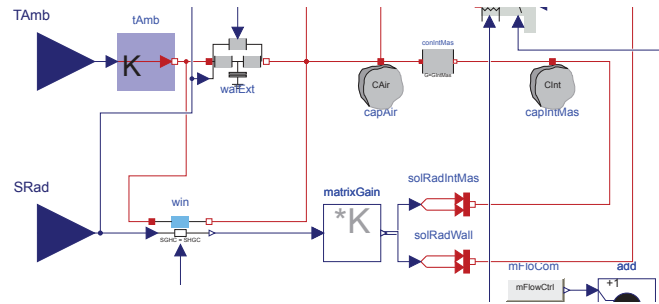 TAmb
tAmb
K
walExt
conIntMas
G=GIntMas
CAir
capAir
CInt
capIntMas
SRad
win
SGHC = SHGC
matrixGain
*K
solRadIntMas
solRadWall
mFloCom
mFlowCtrl
add
+1